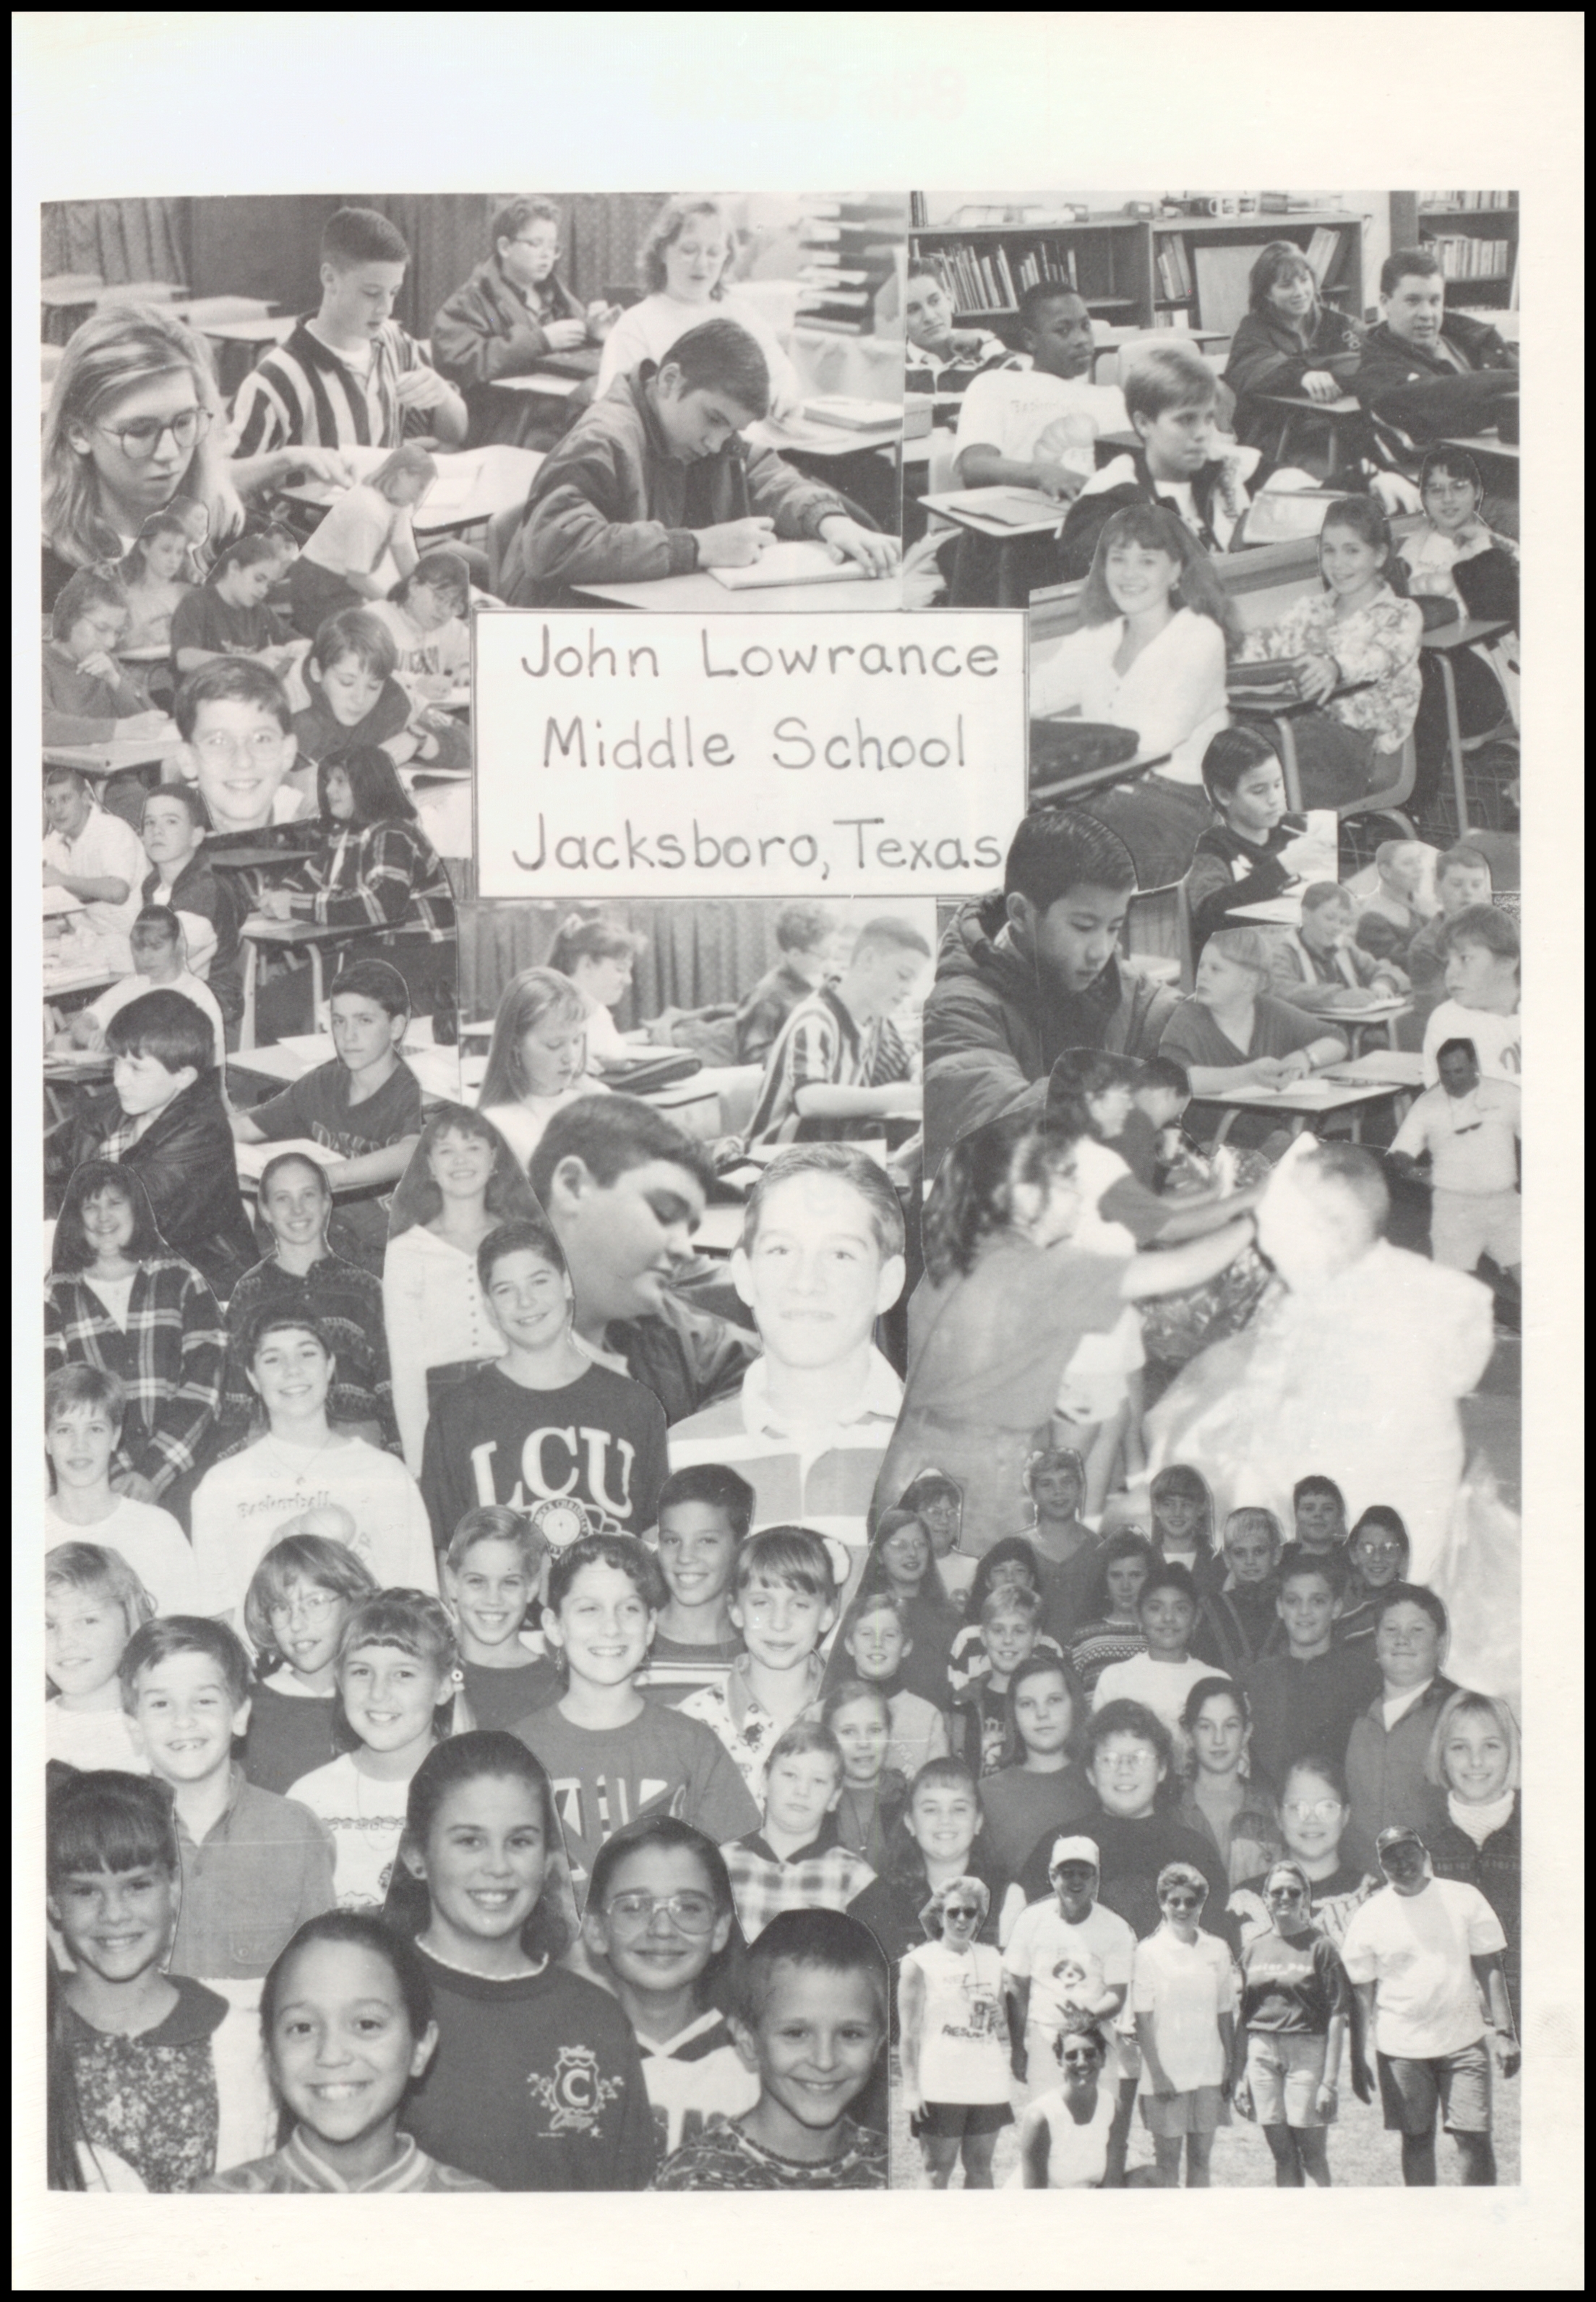 John Lowrance
Middle School
Jacksboro, Texas
LCU
C